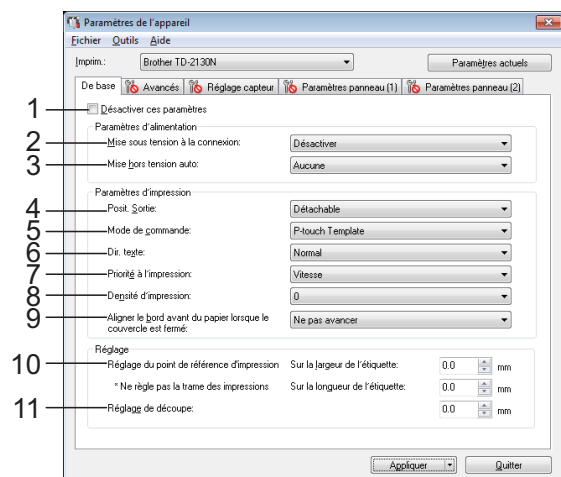 Paramètres de l'appareil
Fichier Outils Aide
Imprim.: Brother TD-2130N Paramètres actuels
De base Avancés Réglage capteur Paramètres panneau (1) Paramètres panneau (2)
1 Désactiver ces paramètres
Paramètres d'alimentation
2 Mise sous tension à la connexion: Désactiver
3 Mise hors tension auto: Aucune
Paramètres d'impression
4 Posit. Sortie: Détachable
5 Mode de commande: P-touch Template
6 Dir. texte: Normal
7 Priorité à l'impression: Vitesse
8 Densité d'impression: 0
9 Aligner le bord avant du papier lorsque le couvercle est fermé: Ne pas avancer
Réglage
10 Réglage du point de référence d'impression Sur la largeur de l'étiquette: 0.0 mm
* Ne règle pas la trame des impressions Sur la longueur de l'étiquette: 0.0 mm
11 Réglage de découpe: 0.0 mm
Appliquer Quitter